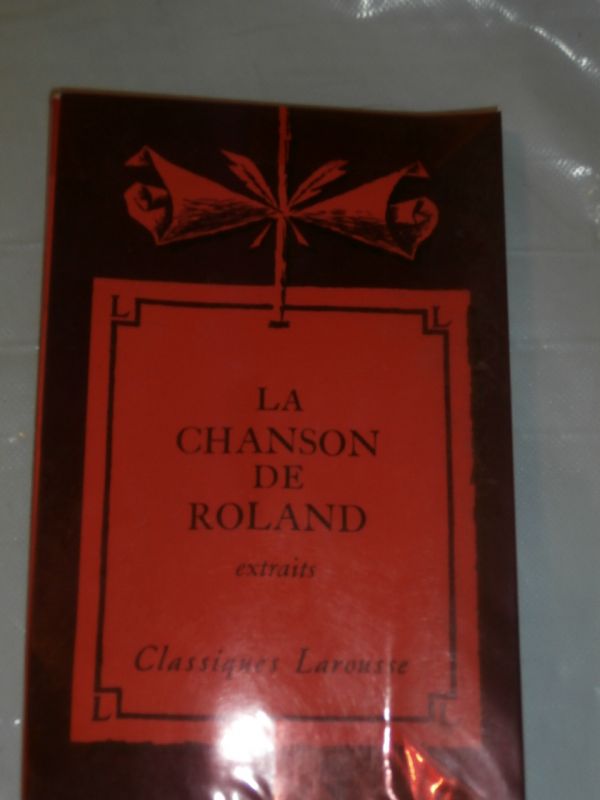 L L
LA
CHANSON
DE
ROLAND
extraits
Classiques Larousse
L L